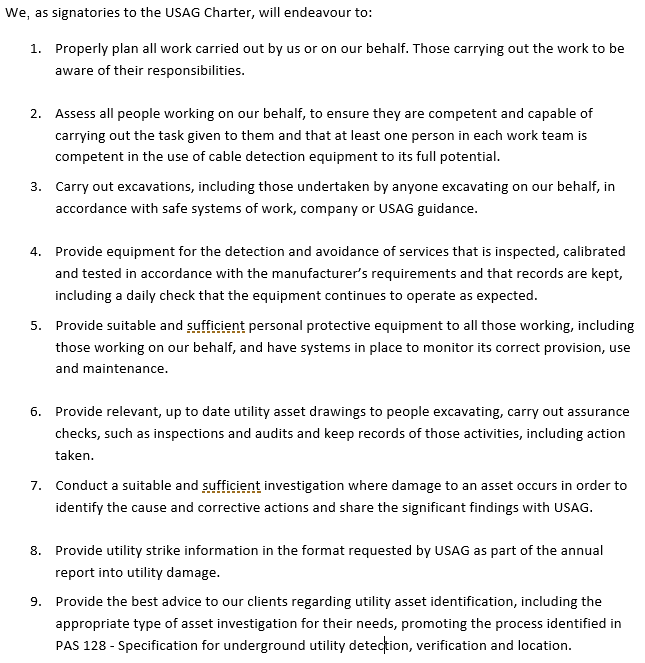 We, as signatories to the USAG Charter, will endeavour to:
1. Properly plan all work carried out by us or on our behalf. Those carrying out the work to be
aware of their responsibilities.
2. Assess all people working on our behalf, to ensure they are competent and capable of
carrying out the task given to them and that at least one person in each work team is
competent in the use of cable detection equipment to its full potential.
3. Carry out excavations, including those undertaken by anyone excavating on our behalf, in
accordance with safe systems of work, company or USAG guidance.
4. Provide equipment for the detection and avoidance of services that is inspected, calibrated
and tested in accordance with the manufacturer’s requirements and that records are kept,
including a daily check that the equipment continues to operate as expected.
5. Provide suitable and sufficient personal protective equipment to all those working, including
those working on our behalf, and have systems in place to monitor its correct provision, use
and maintenance.
6. Provide relevant, up to date utility asset drawings to people excavating, carry out assurance
checks, such as inspections and audits and keep records of those activities, including action
taken.
7. Conduct a suitable and sufficient investigation where damage to an asset occurs in order to
identify the cause and corrective actions and share the significant findings with USAG.
8. Provide utility strike information in the format requested by USAG as part of the annual
report into utility damage.
9. Provide the best advice to our clients regarding utility asset identification, including the
appropriate type of asset investigation for their needs, promoting the process identified in
PAS 128 - Specification for underground utility detection, verification and location.